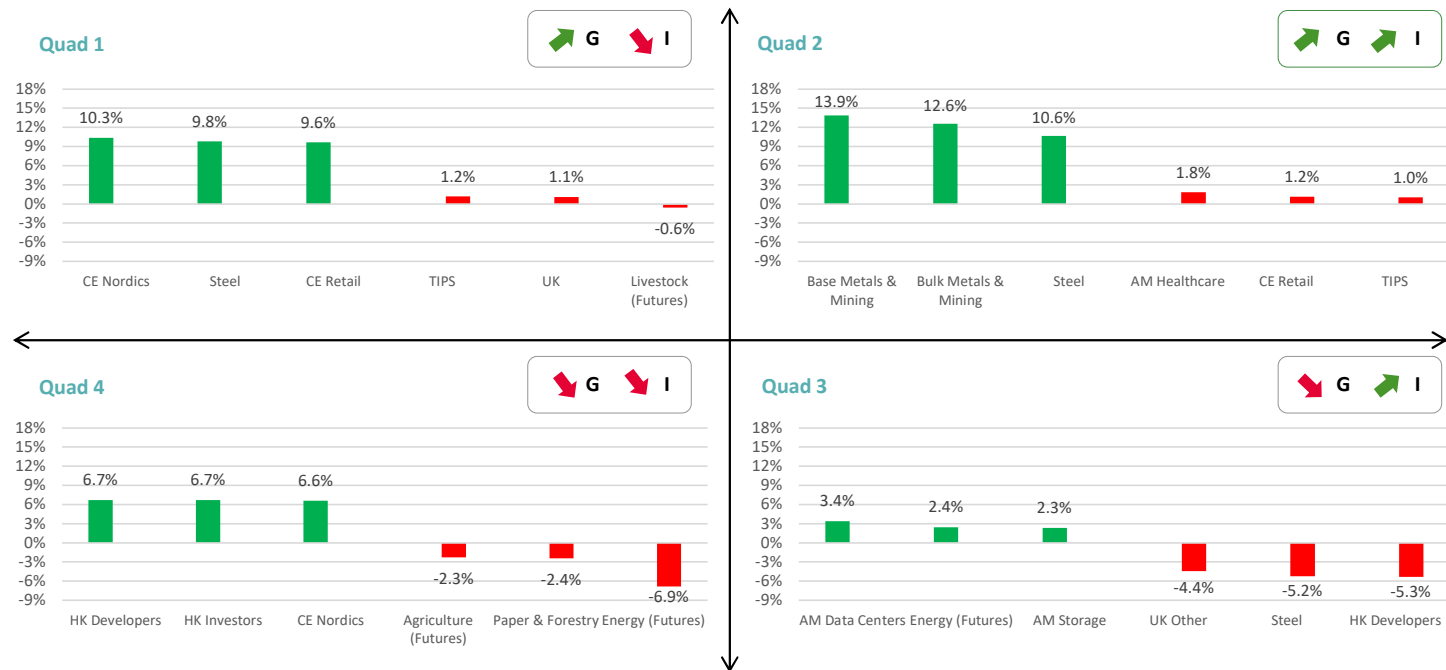 Quad 1
G I
18%
15%
12%
9%
6%
3%
0%
-3%
-6%
-9%
10.3% 9.8% 9.6% 1.2% 1.1% -0.6%
CE Nordics Steel CE Retail TIPS UK Livestock
(Futures)
Quad 2
G I
18%
15%
12%
9%
6%
3%
0%
-3%
-6%
-9%
13.9% 12.6% 10.6% 1.8% 1.2% 1.0%
Base Metals & Bulk Metals & Steel AM Healthcare CE Retail TIPS
Mining Mining
Quad 4
G I
18%
15%
12%
9%
6%
3%
0%
-3%
-6%
-9%
6.7% 6.7% 6.6% -2.3% -2.4% -6.9%
HK Developers HK Investors CE Nordics Agriculture Paper & Forestry Energy (Futures)
(Futures)
Quad 3
G I
18%
15%
12%
9%
6%
3%
0%
-3%
-6%
-9%
3.4% 2.4% 2.3% -4.4% -5.2% -5.3%
AM Data Centers Energy (Futures) AM Storage UK Other Steel HK Developers